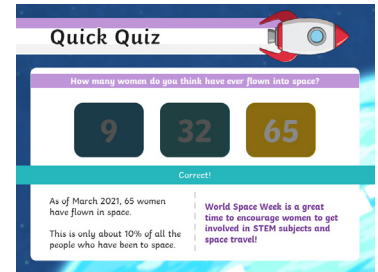 Quick Quiz
How many women do you think have ever flown into space?
9 32 65
Correct!
As of March 2021, 65 women
have flown in space.
This is only about 10% of all the
people who have been to space.
World Space Week is a great
time to encourage women to get
involved in STEM subjects and
space travel!